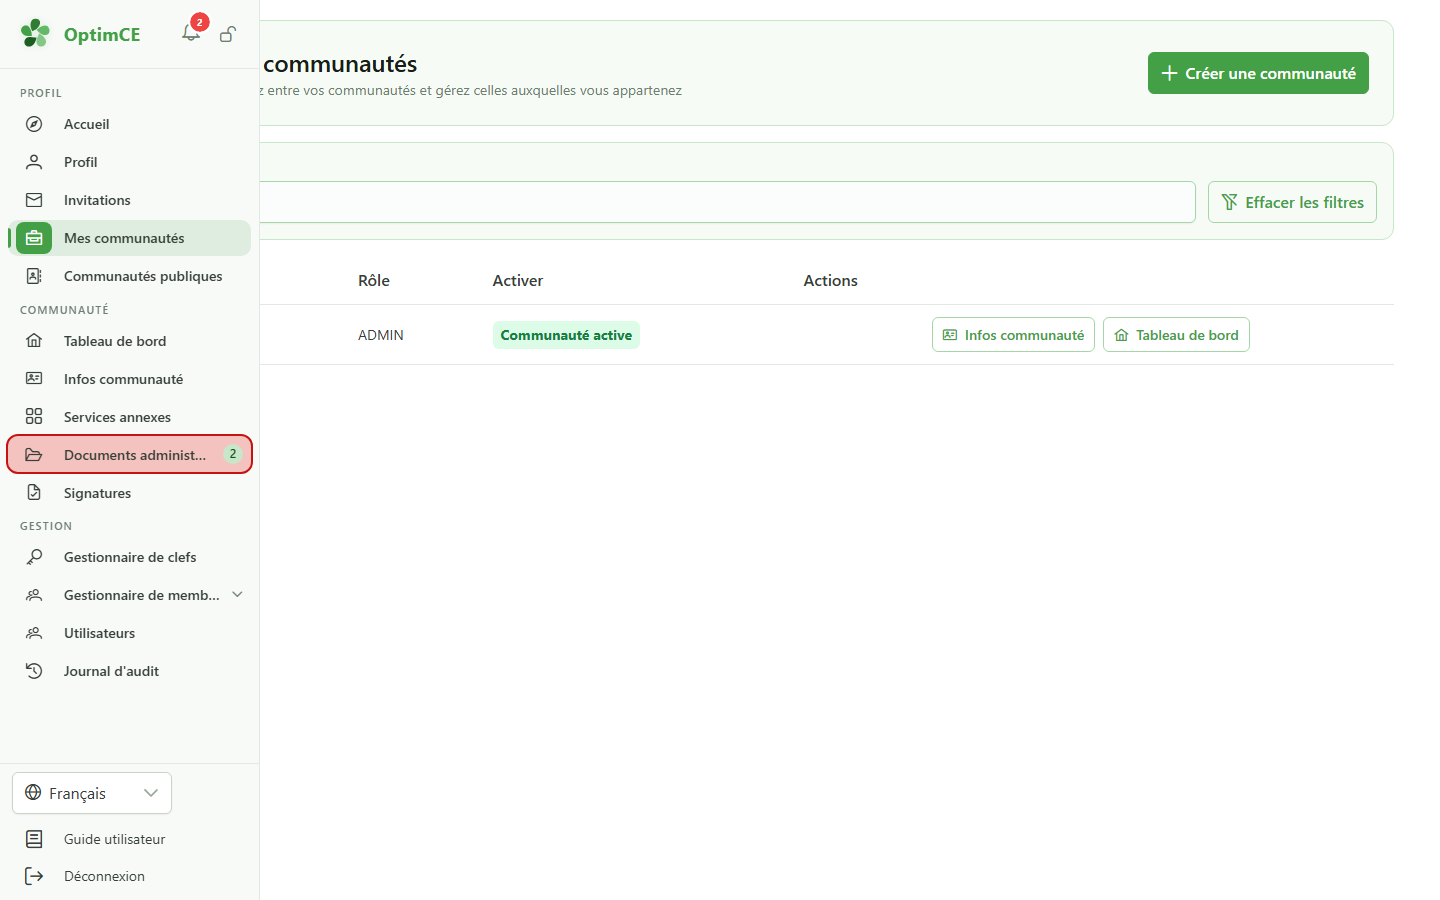 OptimCE
2
PROFIL
Accueil
Profil
Invitations
Mes communautés
Communautés publiques
COMMUNAUTÉ
Tableau de bord
Infos communauté
Services annexes
Documents administ...
2
Signatures
GESTION
Gestionnaire de clefs
Gestionnaire de memb...
Utilisateurs
Journal d'audit
Français
Guide utilisateur
Déconnexion
communautés
entre vos communautés et gérez celles auxquelles vous appartenez
Créer une communauté
Effacer les filtres
Rôle Activer Actions
ADMIN Communauté active Infos communauté Tableau de bord